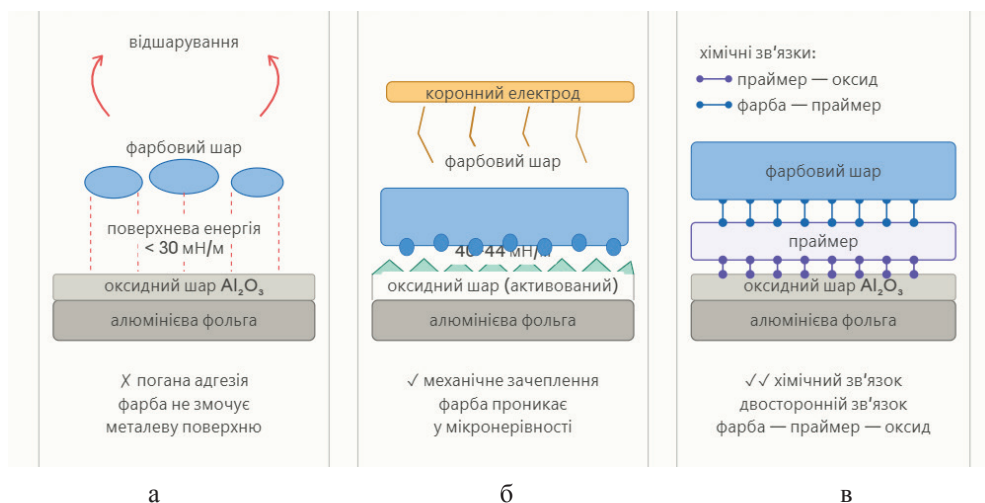 відшарування
фарбовий шар
поверхнева енергія
< 30 мН/м
оксидний шар Al₂O₃
алюмінієва фольга
✗ погана адгезія
фарба не змочує
металеву поверхню
а
коронний електрод
фарбовий шар
40–44 мН/м
оксидний шар (активований)
алюмінієва фольга
✓ механічне зачеплення
фарба проникає
у мікронерівності
б
хімічні зв’язки:
праймер — оксид
фарба — праймер
фарбовий шар
праймер
оксидний шар Al₂O₃
алюмінієва фольга
✓✓ хімічний зв’язок
двосторонній зв’язок
фарба — праймер — оксид
в